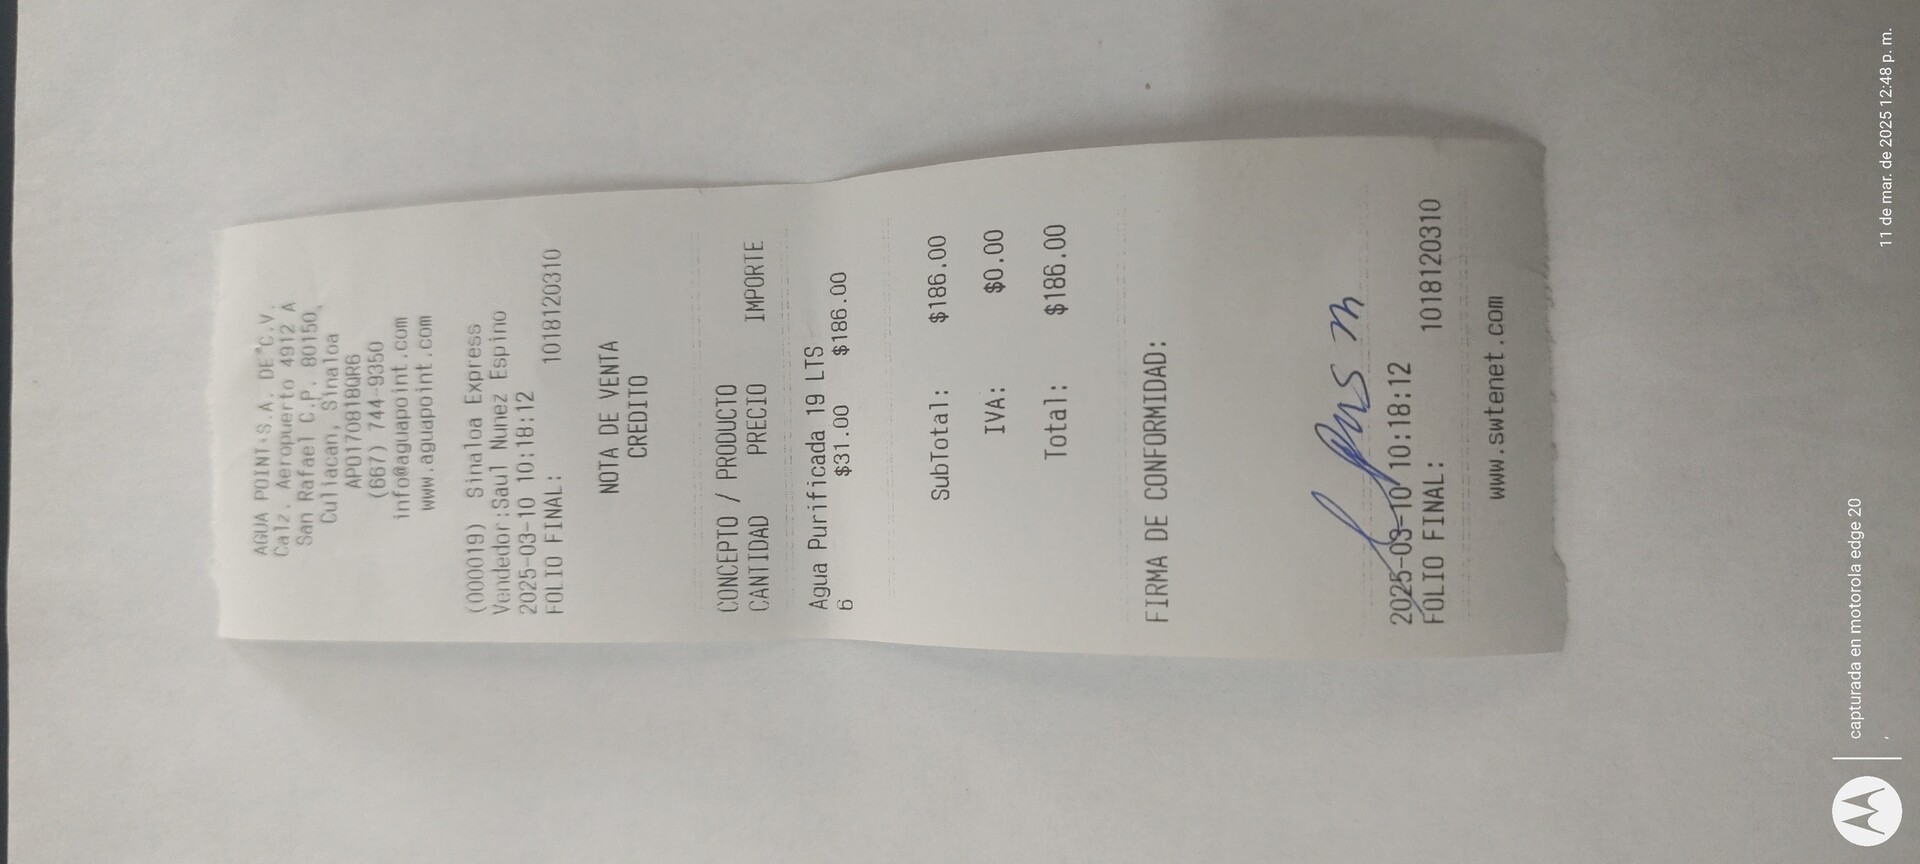 AGUA POINT S.A. DE C.V.
Calz. Aeropuerto 4912 A
San Rafael C.P. 80150,
Culiacan, Sinaloa
APO170818QR6
(667) 744-9350
info@aguapoint.com
www.aguapoint.com
(000019) Sinaloa Express
Vendedor:Saul Nunez Espino
2025-03-10 10:18:12
FOLIO FINAL: 1018120310
NOTA DE VENTA
CREDITO
CONCEPTO / PRODUCTO
CANTIDAD PRECIO IMPORTE
Agua Purificada 19 LTS
6 $31.00 $186.00
SubTotal: $186.00
IVA: $0.00
Total: $186.00
FIRMA DE CONFORMIDAD:
2025-03-10 10:18:12
FOLIO FINAL: 1018120310
www.swtenet.com
capturada en motorola edge 20
11 de mar. de 2025 12:48 p. m.